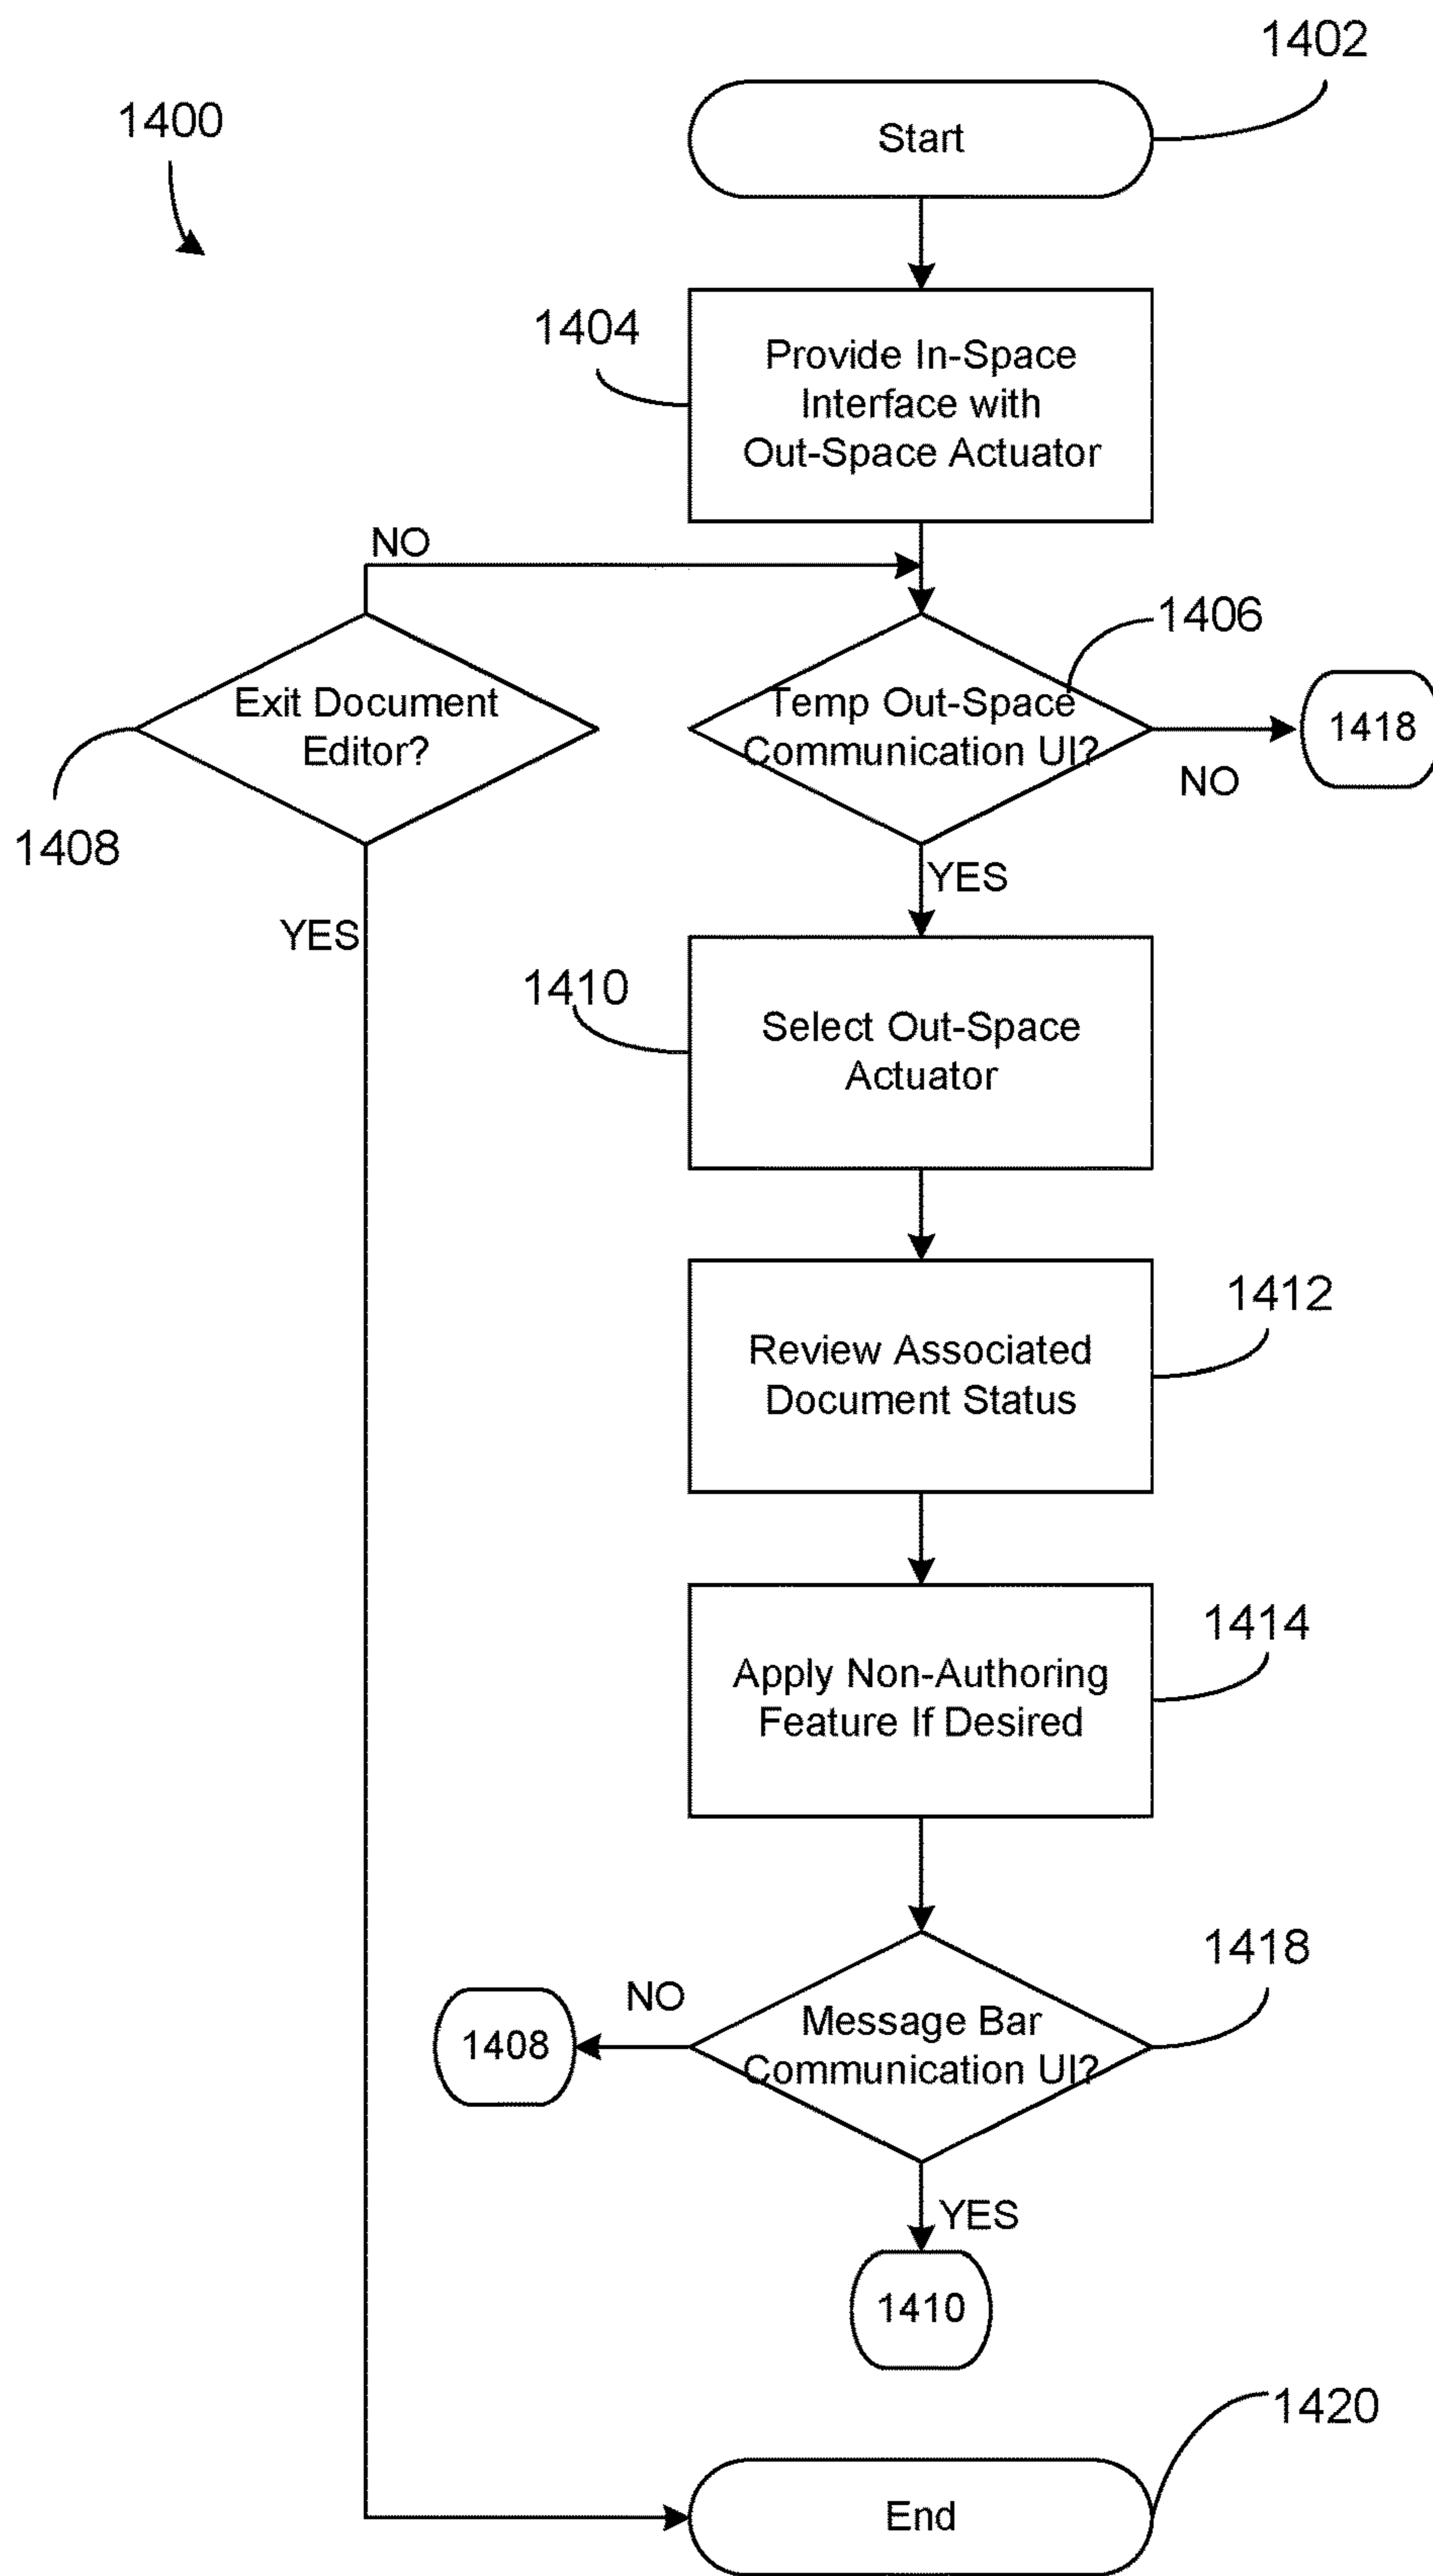 1402
1400
Start
1404
Provide In-Space
Interface with
Out-Space Actuator
NO
1406
Exit Document
Editor?
Temp Out-Space
Communication UI?
1418
NO
1408
YES
YES
1410
Select Out-Space
Actuator
1412
Review Associated
Document Status
1414
Apply Non-Authoring
Feature If Desired
1418
NO
Message Bar
Communication UI?
1408
YES
1410
1420
End